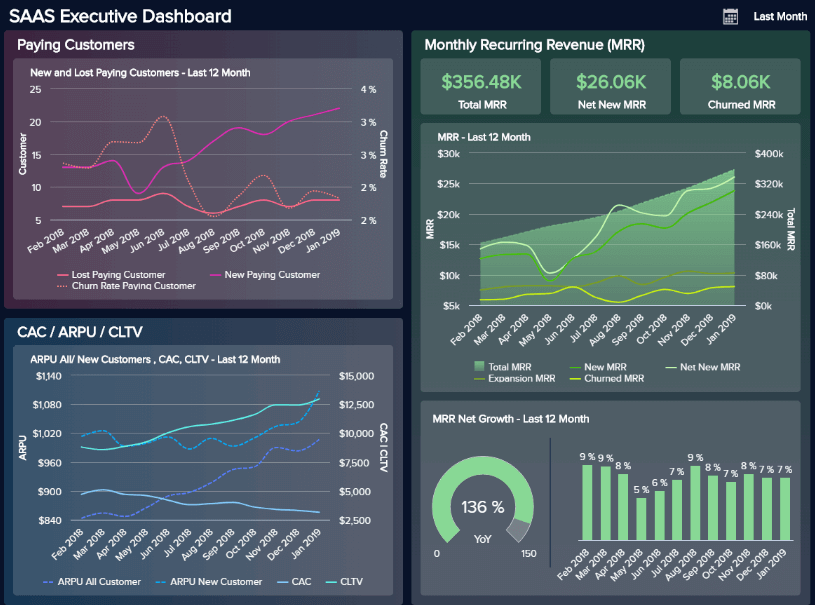 SAAS Executive Dashboard
Last Month
Paying Customers
New and Lost Paying Customers - Last 12 Month
25
20
15
10
5
Customer
4 %
3 %
3 %
2 %
2 %
Churn Rate
Feb 2018
Mar 2018
Apr 2018
May 2018
Jun 2018
Jul 2018
Aug 2018
Sep 2018
Oct 2018
Nov 2018
Dec 2018
Jan 2019
Lost Paying Customer
New Paying Customer
Churn Rate Paying Customer
CAC / ARPU / CLTV
ARPU All/ New Customers , CAC, CLTV - Last 12 Month
$1,140
$1,080
$1,020
$960
$900
$840
ARPU
$15,000
$12,500
$10,000
$7,500
$5,000
$2,500
CAC | CLTV
Feb 2018
Mar 2018
Apr 2018
May 2018
Jun 2018
Jul 2018
Aug 2018
Sep 2018
Oct 2018
Nov 2018
Dec 2018
Jan 2019
ARPU All Customer
ARPU New Customer
CAC
CLTV
Monthly Recurring Revenue (MRR)
$356.48K
Total MRR
$26.06K
Net New MRR
$8.06K
Churned MRR
MRR - Last 12 Month
$30k
$25k
$20k
$15k
$10k
$5k
MRR
$400k
$320k
$240k
$160k
$80k
$0k
Total MRR
Feb 2018
Mar 2018
Apr 2018
May 2018
Jun 2018
Jul 2018
Aug 2018
Sep 2018
Oct 2018
Nov 2018
Dec 2018
Jan 2019
Total MRR
New MRR
Net New MRR
Expansion MRR
Churned MRR
MRR Net Growth - Last 12 Month
136 %
YoY
0
150
9 %
9 %
8 %
5 %
6 %
7 %
9 %
8 %
7 %
8 %
7 %
7 %
Feb 2018
Mar 2018
Apr 2018
May 2018
Jun 2018
Jul 2018
Aug 2018
Sep 2018
Oct 2018
Nov 2018
Dec 2018
Jan 2019